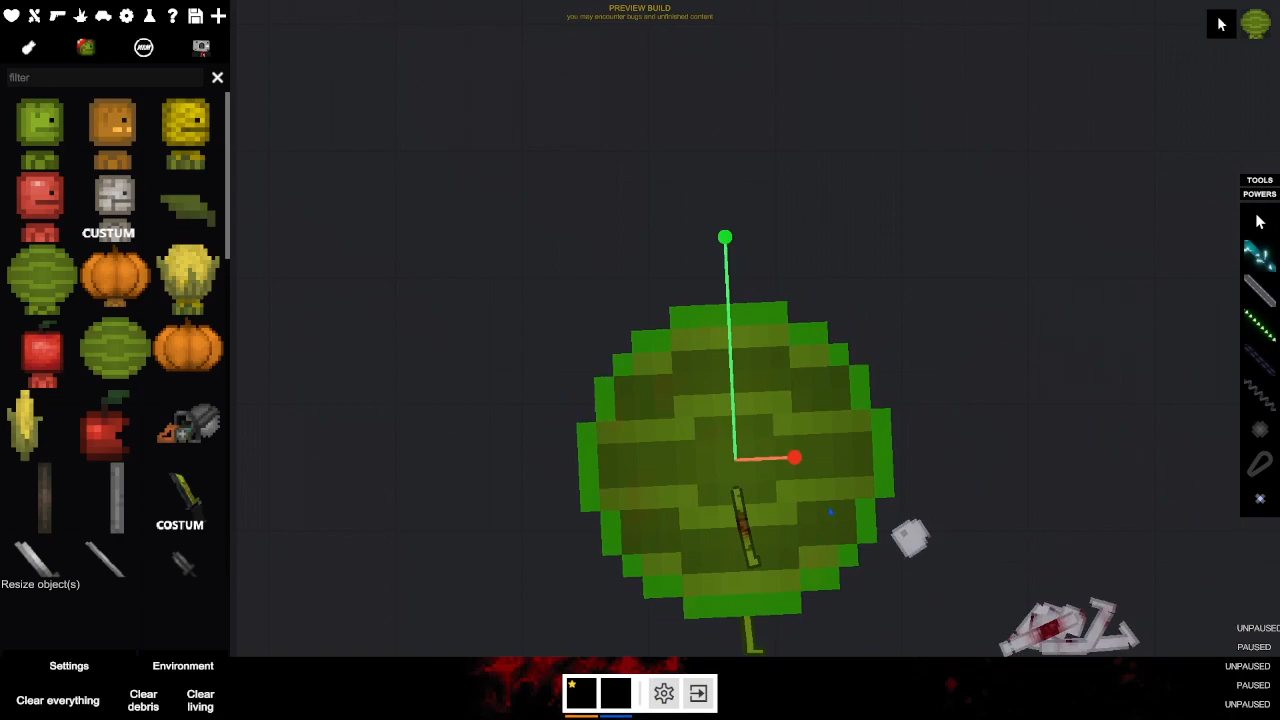 PREVIEW BUILD
you may encounter bugs and unfinished content
filter
CUSTUM
COSTUM
Resize object(s)
TOOLS
POWERS
UNPAUSED
PAUSED
UNPAUSED
PAUSED
UNPAUSED
Settings
Environment
Clear everything
Clear debris
Clear living